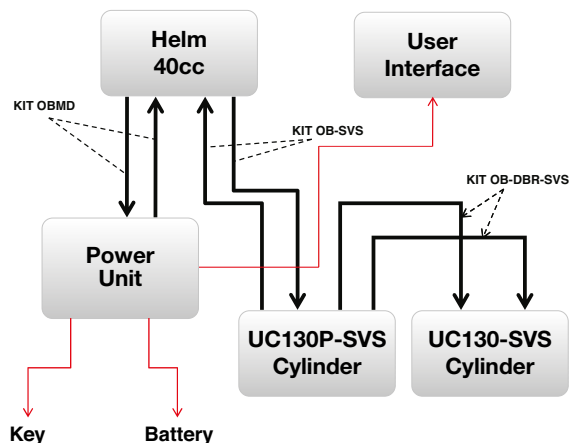 Helm
40cc
User
Interface
KIT OBMD
KIT OB-SVS
KIT OB-DBR-SVS
Power
Unit
UC130P-SVS
Cylinder
UC130-SVS
Cylinder
Key
Battery